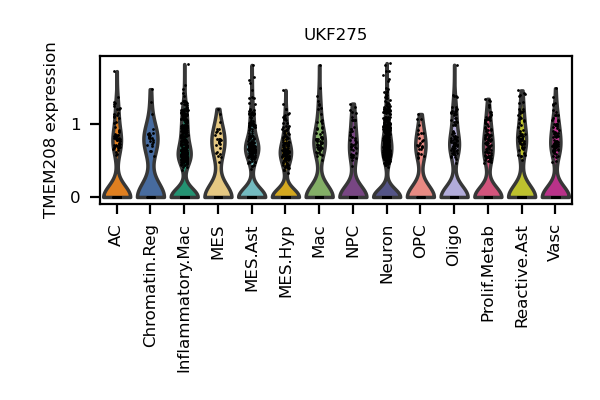 UKF275
TMEM208 expression
1
0
AC
Chromatin.Reg
Inflammatory.Mac
MES
MES.Ast
MES.Hyp
Mac
NPC
Neuron
OPC
Oligo
Prolif.Metab
Reactive.Ast
Vasc